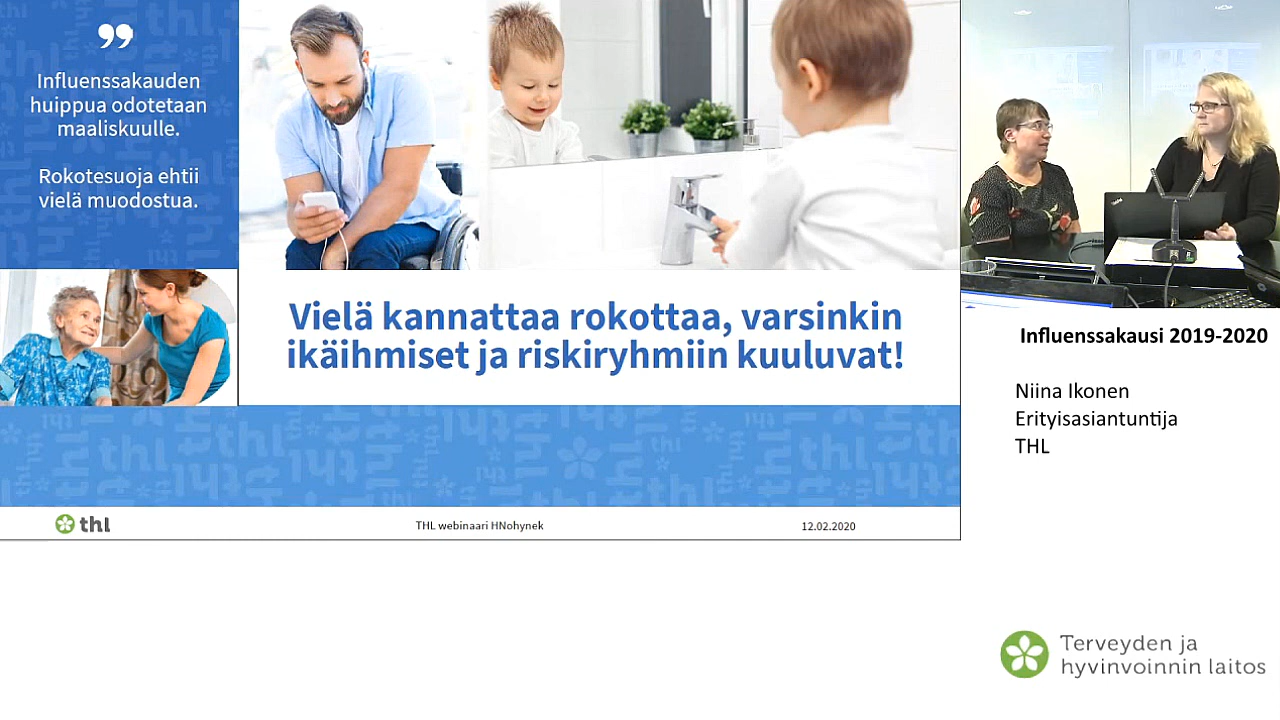 Influenssakauden
huippua odotetaan
maaliskuulle.
Rokotesuoja ehtii
vielä muodostua.
Vielä kannattaa rokottaa, varsinkin
ikäihmiset ja riskiryhmiin kuuluvat!
thl
THL webinaari HNohynek
12.02.2020
Influenssakausi 2019-2020
Niina Ikonen
Erityisasiantuntija
THL
Terveyden ja
hyvinvoinnin laitos